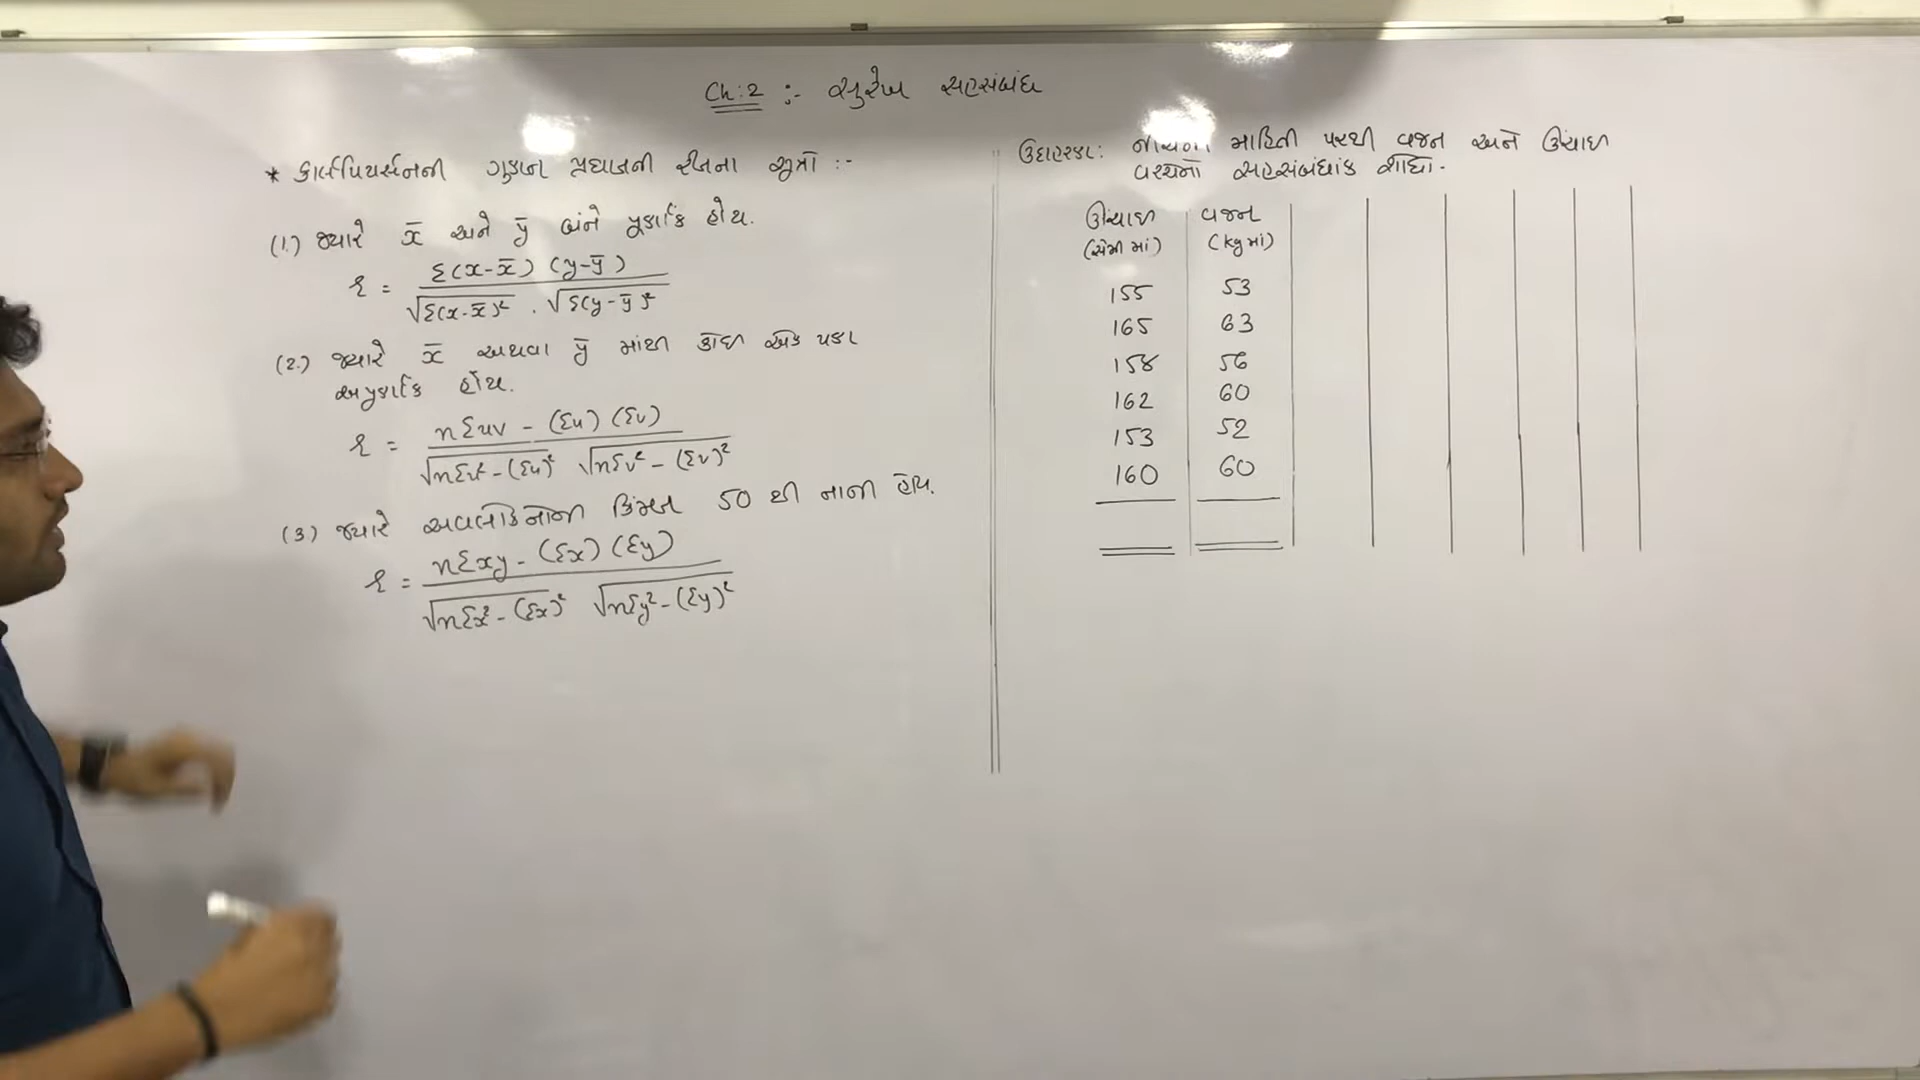 Ch:2 :- સુરેખ સહસંબંધ
* કાર્લપિયર્સનની ગુણાન પ્રઘાતની રીતના સૂત્રો :-
(1.) જ્યારે x̄ અને ȳ બંને પૂર્ણાંક હોય.
r = Σ(x-x̄) (y-ȳ) / √Σ(x-x̄)² . √Σ(y-ȳ)²
(2.) જ્યારે x̄ અથવા ȳ માંથી કોઈ એક પણ
અપૂર્ણાંક હોય.
r = nΣuv - (Σu) (Σv) / √nΣu² - (Σu)² √nΣv² - (Σv)²
(3) જ્યારે અવલોકનોની કિંમત 50 થી નાની હોય.
r = nΣxy - (Σx) (Σy) / √nΣx² - (Σx)² √nΣy² - (Σy)²
ઉદાહરણ: માહિતી પરથી વજન અને ઊંચાઈ
વચ્ચેનો સહસંબંધાંક શોધો.
ઊંચાઈ વજન
(સેમી માં) (kgમાં)
155 53
165 63
158 56
162 60
153 52
160 60